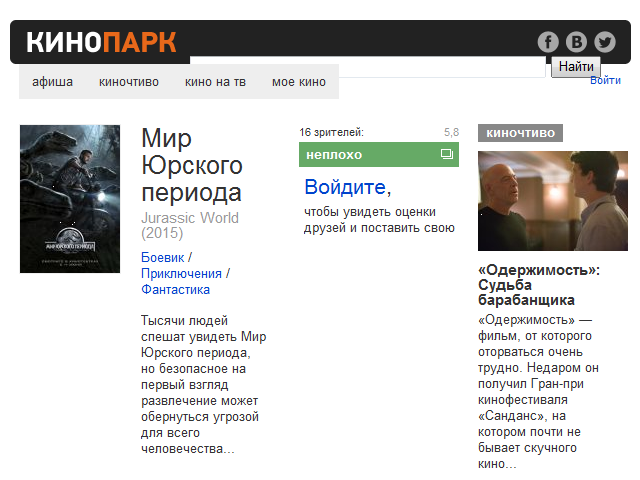 КИНОПАРК
Найти
Войти
афиша киночтиво кино на тв мое кино
Мир
Юрского
периода
Jurassic World
(2015)
Боевик /
Приключения /
Фантастика
Тысячи людей
спешат увидеть Мир
Юрского периода,
но безопасное на
первый взгляд
развлечение может
обернуться угрозой
для всего
человечества...
16 зрителей: 5,8
неплохо
Войдите,
чтобы увидеть оценки
друзей и поставить свою
киночтиво
«Одержимость»:
Судьба
барабанщика
«Одержимость» —
фильм, от которого
оторваться очень
трудно. Недаром он
получил Гран-при
кинофестиваля
«Санданс», на
котором почти не
бывает скучного
кино...
МИР ЮРСКОГО ПЕРИОДА